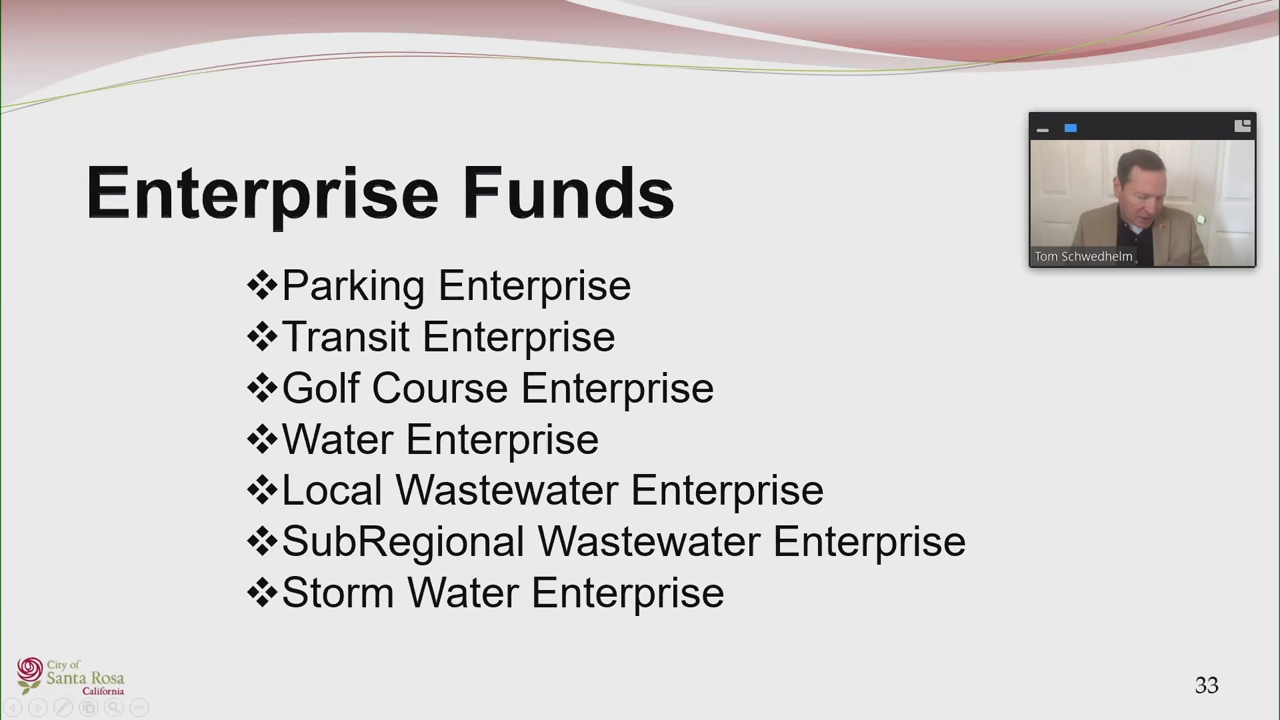 Enterprise Funds
Tom Schwedhelm
❖Parking Enterprise
❖Transit Enterprise
❖Golf Course Enterprise
❖Water Enterprise
❖Local Wastewater Enterprise
❖SubRegional Wastewater Enterprise
❖Storm Water Enterprise
City of
Santa Rosa
California
33